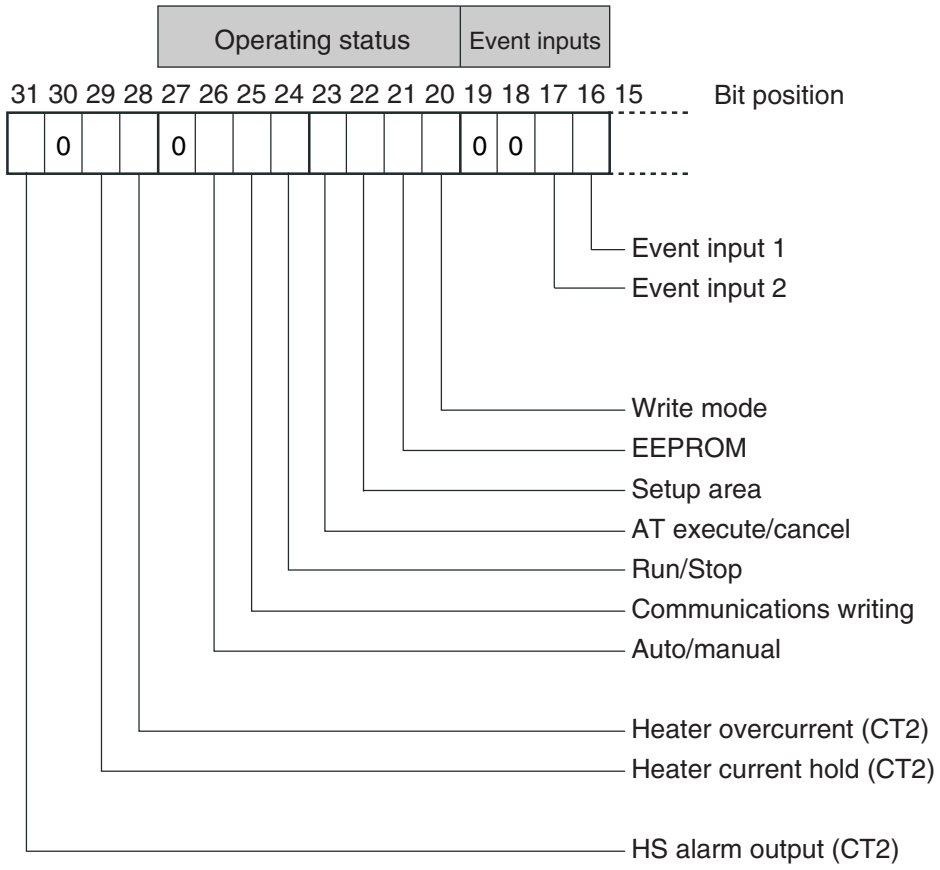 Operating status Event inputs
31 30 29 28 27 26 25 24 23 22 21 20 19 18 17 16 15 Bit position
0 0 0 0
Event input 1
Event input 2
Write mode
EEPROM
Setup area
AT execute/cancel
Run/Stop
Communications writing
Auto/manual
Heater overcurrent (CT2)
Heater current hold (CT2)
HS alarm output (CT2)